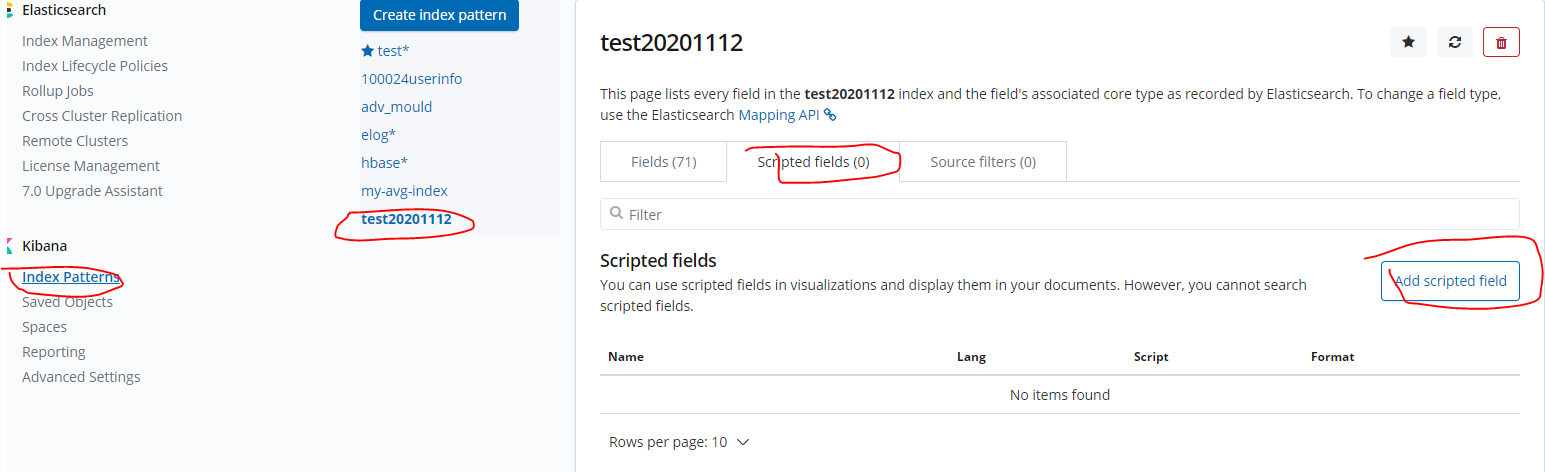 Elasticsearch
Index Management
Index Lifecycle Policies
Rollup Jobs
Cross Cluster Replication
Remote Clusters
License Management
7.0 Upgrade Assistant
Kibana
Index Patterns
Saved Objects
Spaces
Reporting
Advanced Settings
Create index pattern
test*
100024userinfo
adv_mould
elog*
hbase*
my-avg-index
test20201112
test20201112
This page lists every field in the test20201112 index and the field's associated core type as recorded by Elasticsearch. To change a field type,
use the Elasticsearch Mapping API
Fields (71) Scripted fields (0) Source filters (0)
Filter
Scripted fields
You can use scripted fields in visualizations and display them in your documents. However, you cannot search
scripted fields.
Add scripted field
Name Lang Script Format
No items found
Rows per page: 10